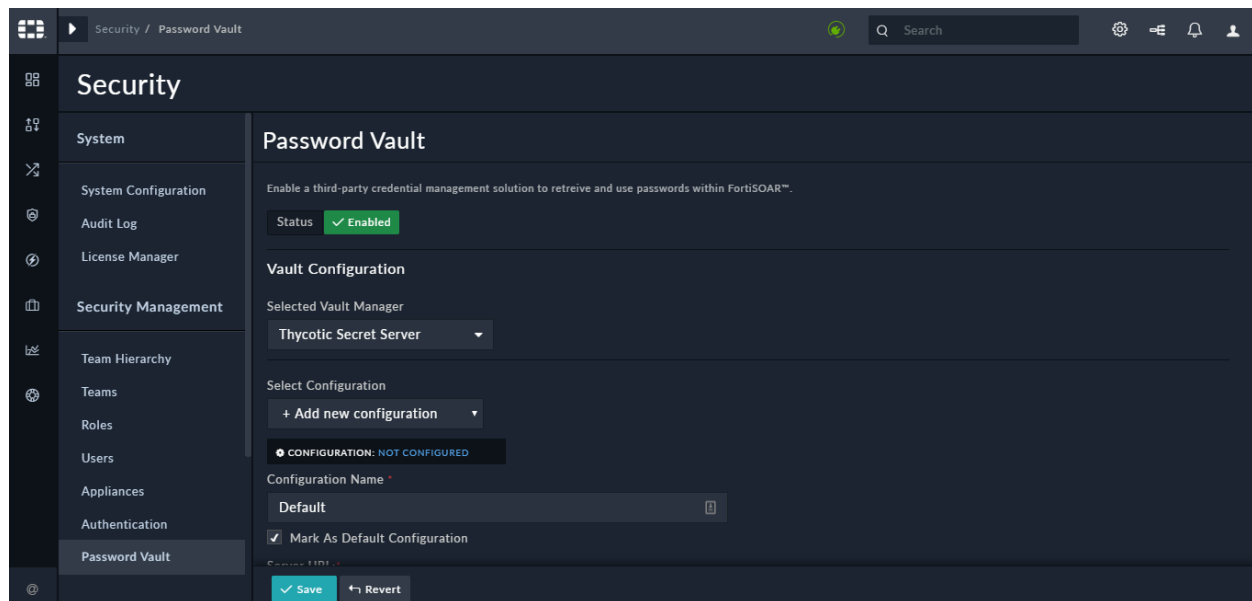 Security / Password Vault
Search
Security
System
System Configuration
Audit Log
License Manager
Security Management
Team Hierarchy
Teams
Roles
Users
Appliances
Authentication
Password Vault
@
Password Vault
Enable a third-party credential management solution to retreive and use passwords within FortiSOAR™.
Status ✓ Enabled
Vault Configuration
Selected Vault Manager
Thycotic Secret Server
Select Configuration
+ Add new configuration
CONFIGURATION: NOT CONFIGURED
Configuration Name *
Default
Mark As Default Configuration
Server URL *
✓ Save
Revert